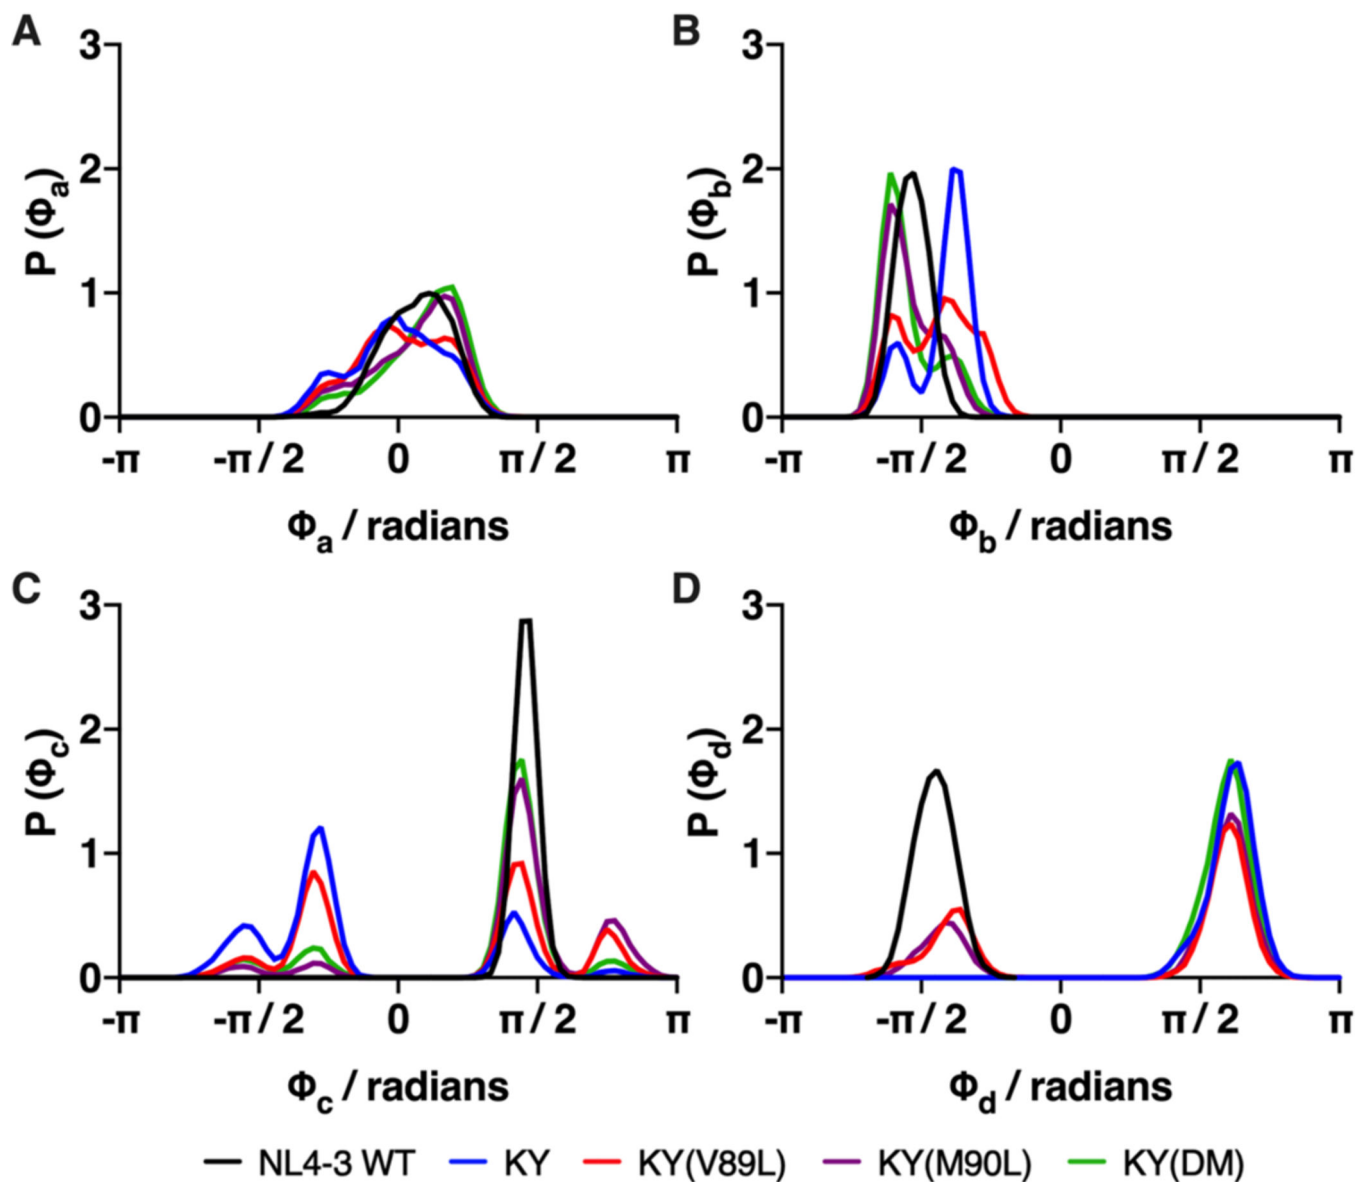 A
3
2
1
0
P (Φa)
-π -π / 2 0 π / 2 π
Φa / radians
B
3
2
1
0
P (Φb)
-π -π / 2 0 π / 2 π
Φb / radians
C
3
2
1
0
P (Φc)
-π -π / 2 0 π / 2 π
Φc / radians
D
3
2
1
0
P (Φd)
-π -π / 2 0 π / 2 π
Φd / radians
NL4-3 WT KY KY(V89L) KY(M90L) KY(DM)